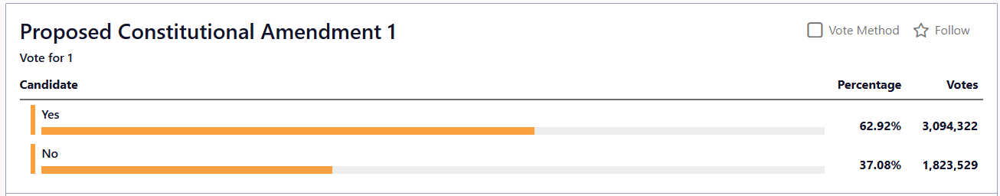 Proposed Constitutional Amendment 1
Vote Method Follow
Vote for 1
Candidate Percentage Votes
Yes 62.92% 3,094,322
No 37.08% 1,823,529